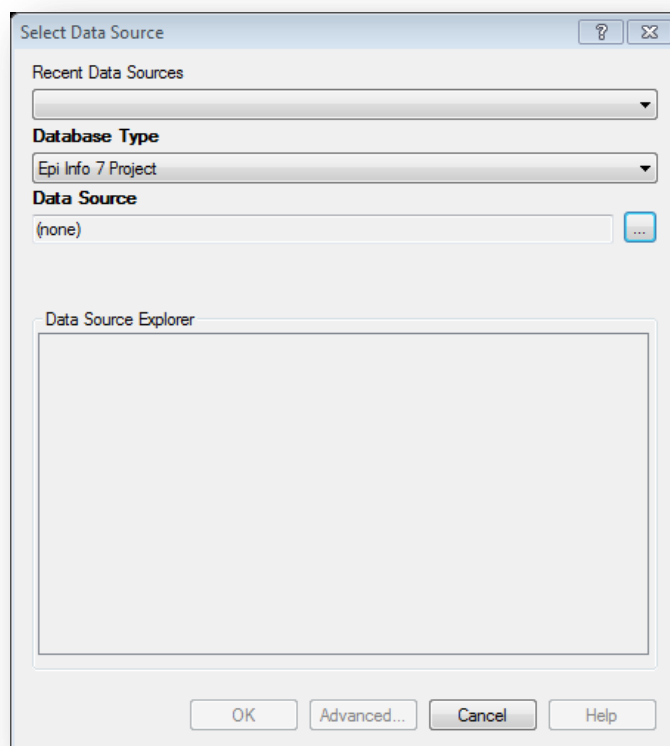 Select Data Source
Recent Data Sources
Database Type
Epi Info 7 Project
Data Source
(none)
...
Data Source Explorer
OK
Advanced...
Cancel
Help